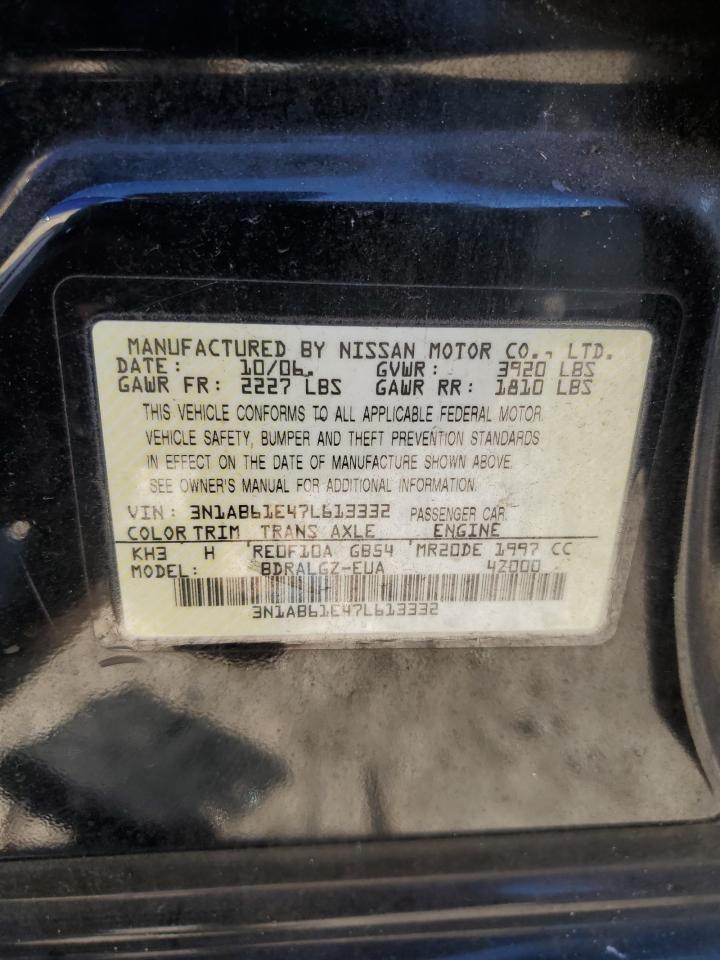 MANUFACTURED BY NISSAN MOTOR CO., LTD.
DATE: 10/06. GVWR: 3920 LBS
GAWR FR: 2227 LBS GAWR RR: 1810 LBS
THIS VEHICLE CONFORMS TO ALL APPLICABLE FEDERAL MOTOR
VEHICLE SAFETY, BUMPER AND THEFT PREVENTION STANDARDS
IN EFFECT ON THE DATE OF MANUFACTURE SHOWN ABOVE.
SEE OWNER'S MANUAL FOR ADDITIONAL INFORMATION.
VIN: 3N1AB61E47L613332 PASSENGER CAR
COLOR TRIM TRANS AXLE ENGINE
KH3 H RE0F10A GB54 MR20DE 1997 CC
MODEL: BDRALGZ-EUA 42000
3N1AB61E47L613332